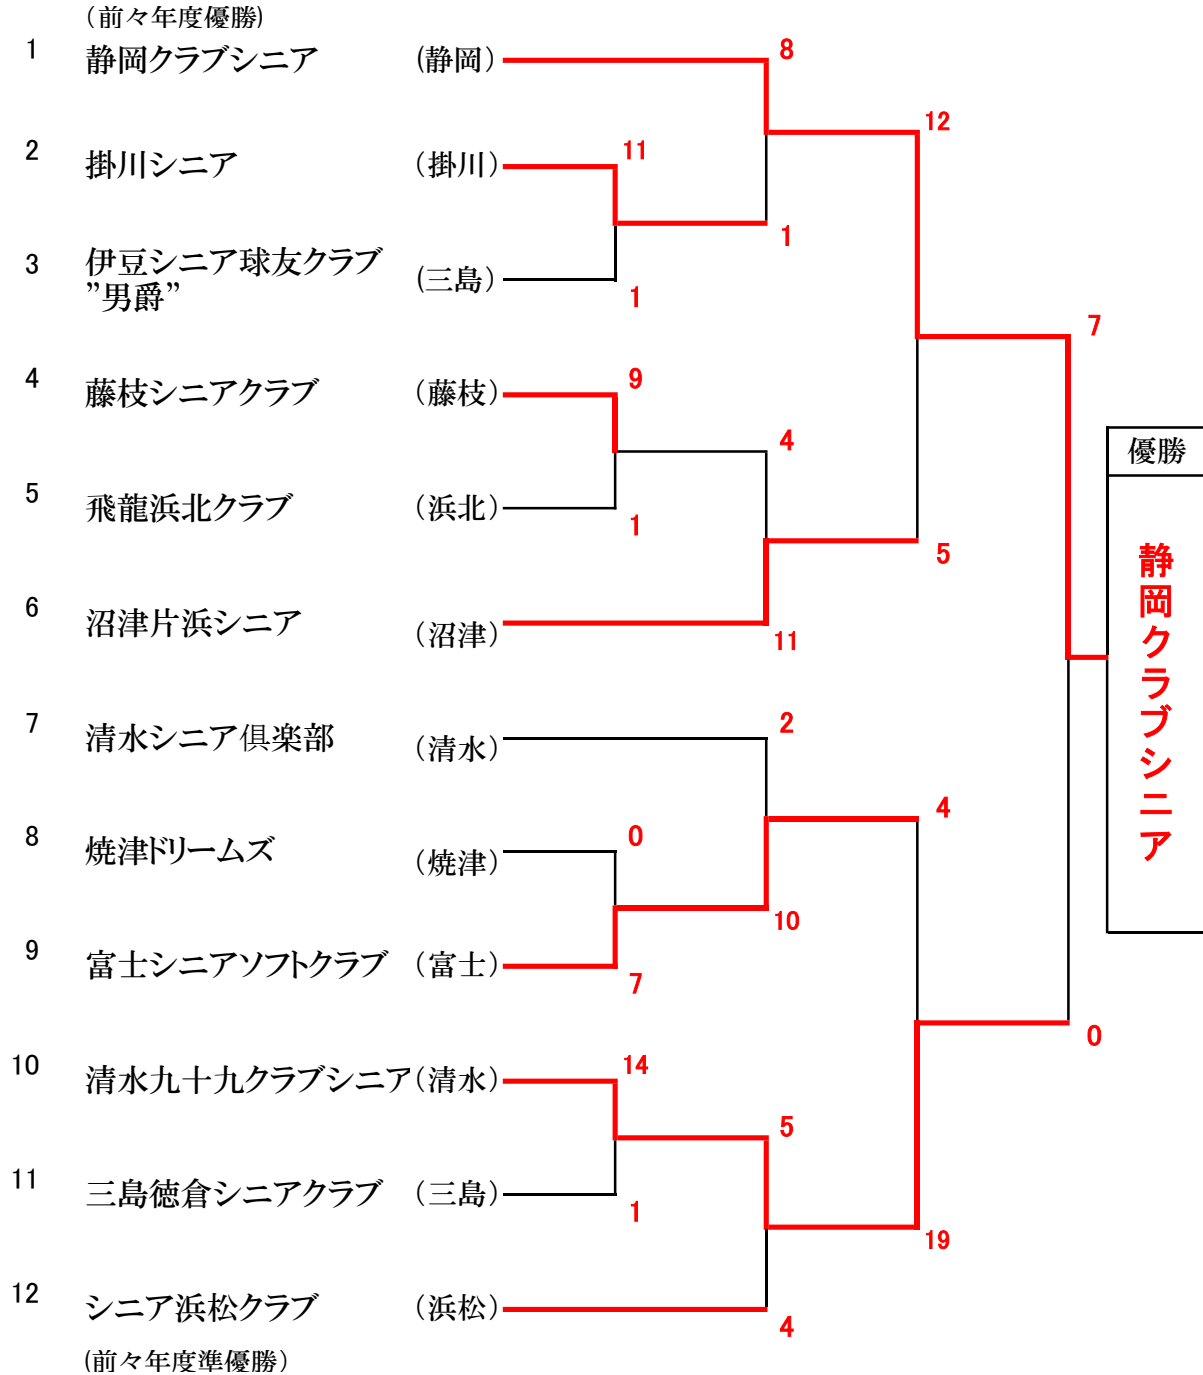 （前々年度優勝)
1 静岡クラブシニア (静岡） 8
12
2 掛川シニア （掛川） 11
1
3 伊豆シニア球友クラブ
”男爵” (三島） 1
7
4 藤枝シニアクラブ （藤枝） 9
4
5 飛龍浜北クラブ （浜北） 1
5
6 沼津片浜シニア （沼津） 11
優勝
静岡クラブシニア
7 清水シニア倶楽部 （清水） 2
4
8 焼津ドリームズ （焼津） 0
10
9 富士シニアソフトクラブ （富士） 7
0
10 清水九十九クラブシニア （清水） 14
5
11 三島徳倉シニアクラブ （三島） 1
19
12 シニア浜松クラブ （浜松） 4
(前々年度準優勝）